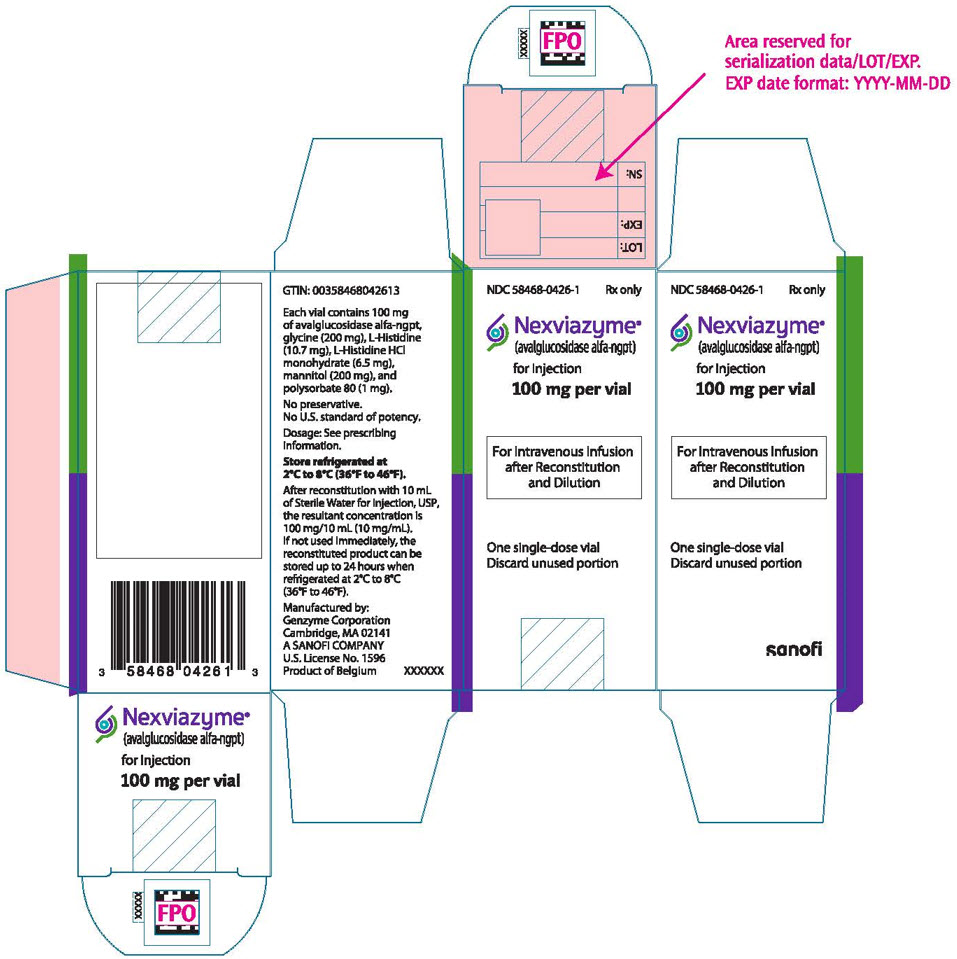 XXXXX
FPO
Area reserved for
serialization data/LOT/EXP.
EXP date format: YYYY-MM-DD
SN:
EXP:
LOT:
GTIN: 00358468042613
Each vial contains 100 mg
of avalglucosidase alfa-ngpt,
glycine (200 mg), L-Histidine
(10.7 mg), L-Histidine HCl
monohydrate (6.5 mg),
mannitol (200 mg), and
polysorbate 80 (1 mg).
No preservative.
No U.S. standard of potency.
Dosage: See prescribing
information.
Store refrigerated at
2°C to 8°C (36°F to 46°F).
After reconstitution with 10 mL
of Sterile Water for Injection, USP,
the resultant concentration is
100 mg/10 mL (10 mg/mL).
If not used immediately, the
reconstituted product can be
stored up to 24 hours when
refrigerated at 2°C to 8°C
(36°F to 46°F).
Manufactured by:
Genzyme Corporation
Cambridge, MA 02141
A SANOFI COMPANY
U.S. License No. 1596
Product of Belgium XXXXXX
NDC 58468-0426-1 Rx only
Nexviazyme®
(avalglucosidase alfa-ngpt)
for Injection
100 mg per vial
For Intravenous Infusion
after Reconstitution
and Dilution
One single-dose vial
Discard unused portion
NDC 58468-0426-1 Rx only
Nexviazyme®
(avalglucosidase alfa-ngpt)
for Injection
100 mg per vial
For Intravenous Infusion
after Reconstitution
and Dilution
One single-dose vial
Discard unused portion
sanofi
3 58468 04261 3
Nexviazyme®
(avalglucosidase alfa-ngpt)
for Injection
100 mg per vial
XXXXX
FPO